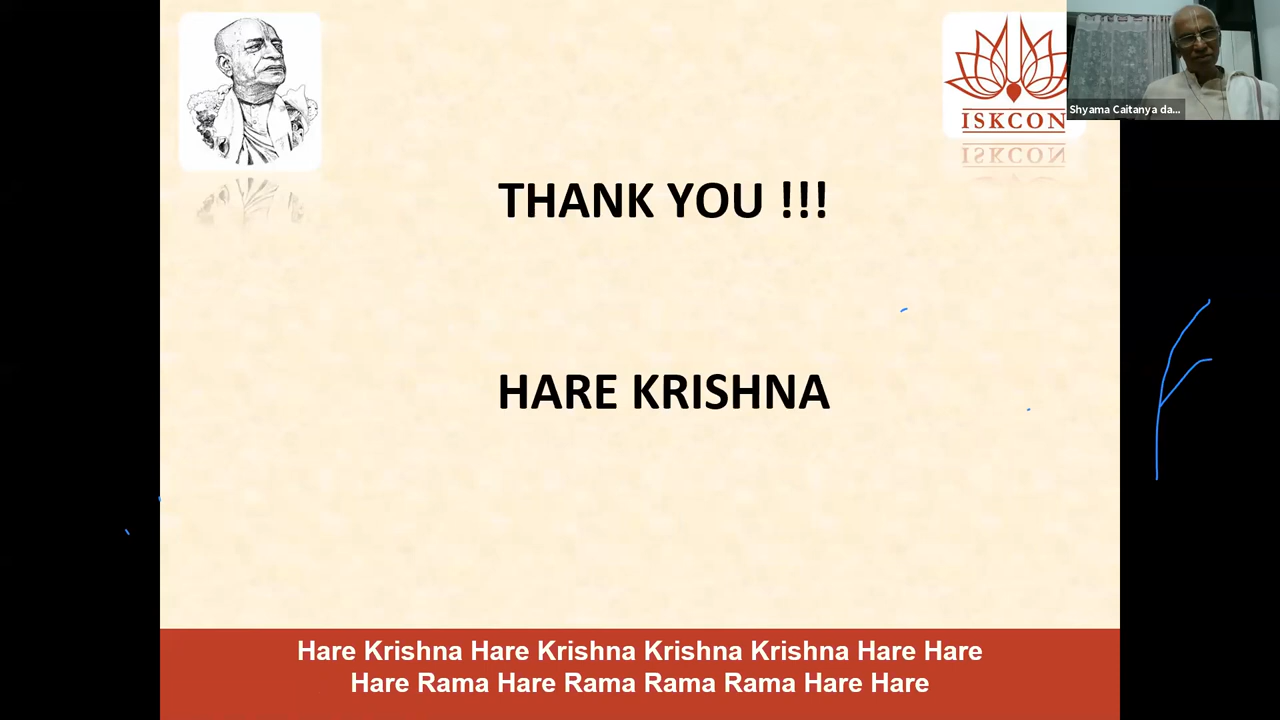 ISKCON
Shyama Caitanya da...
THANK YOU !!!
HARE KRISHNA
Hare Krishna Hare Krishna Krishna Krishna Hare Hare
Hare Rama Hare Rama Rama Rama Hare Hare